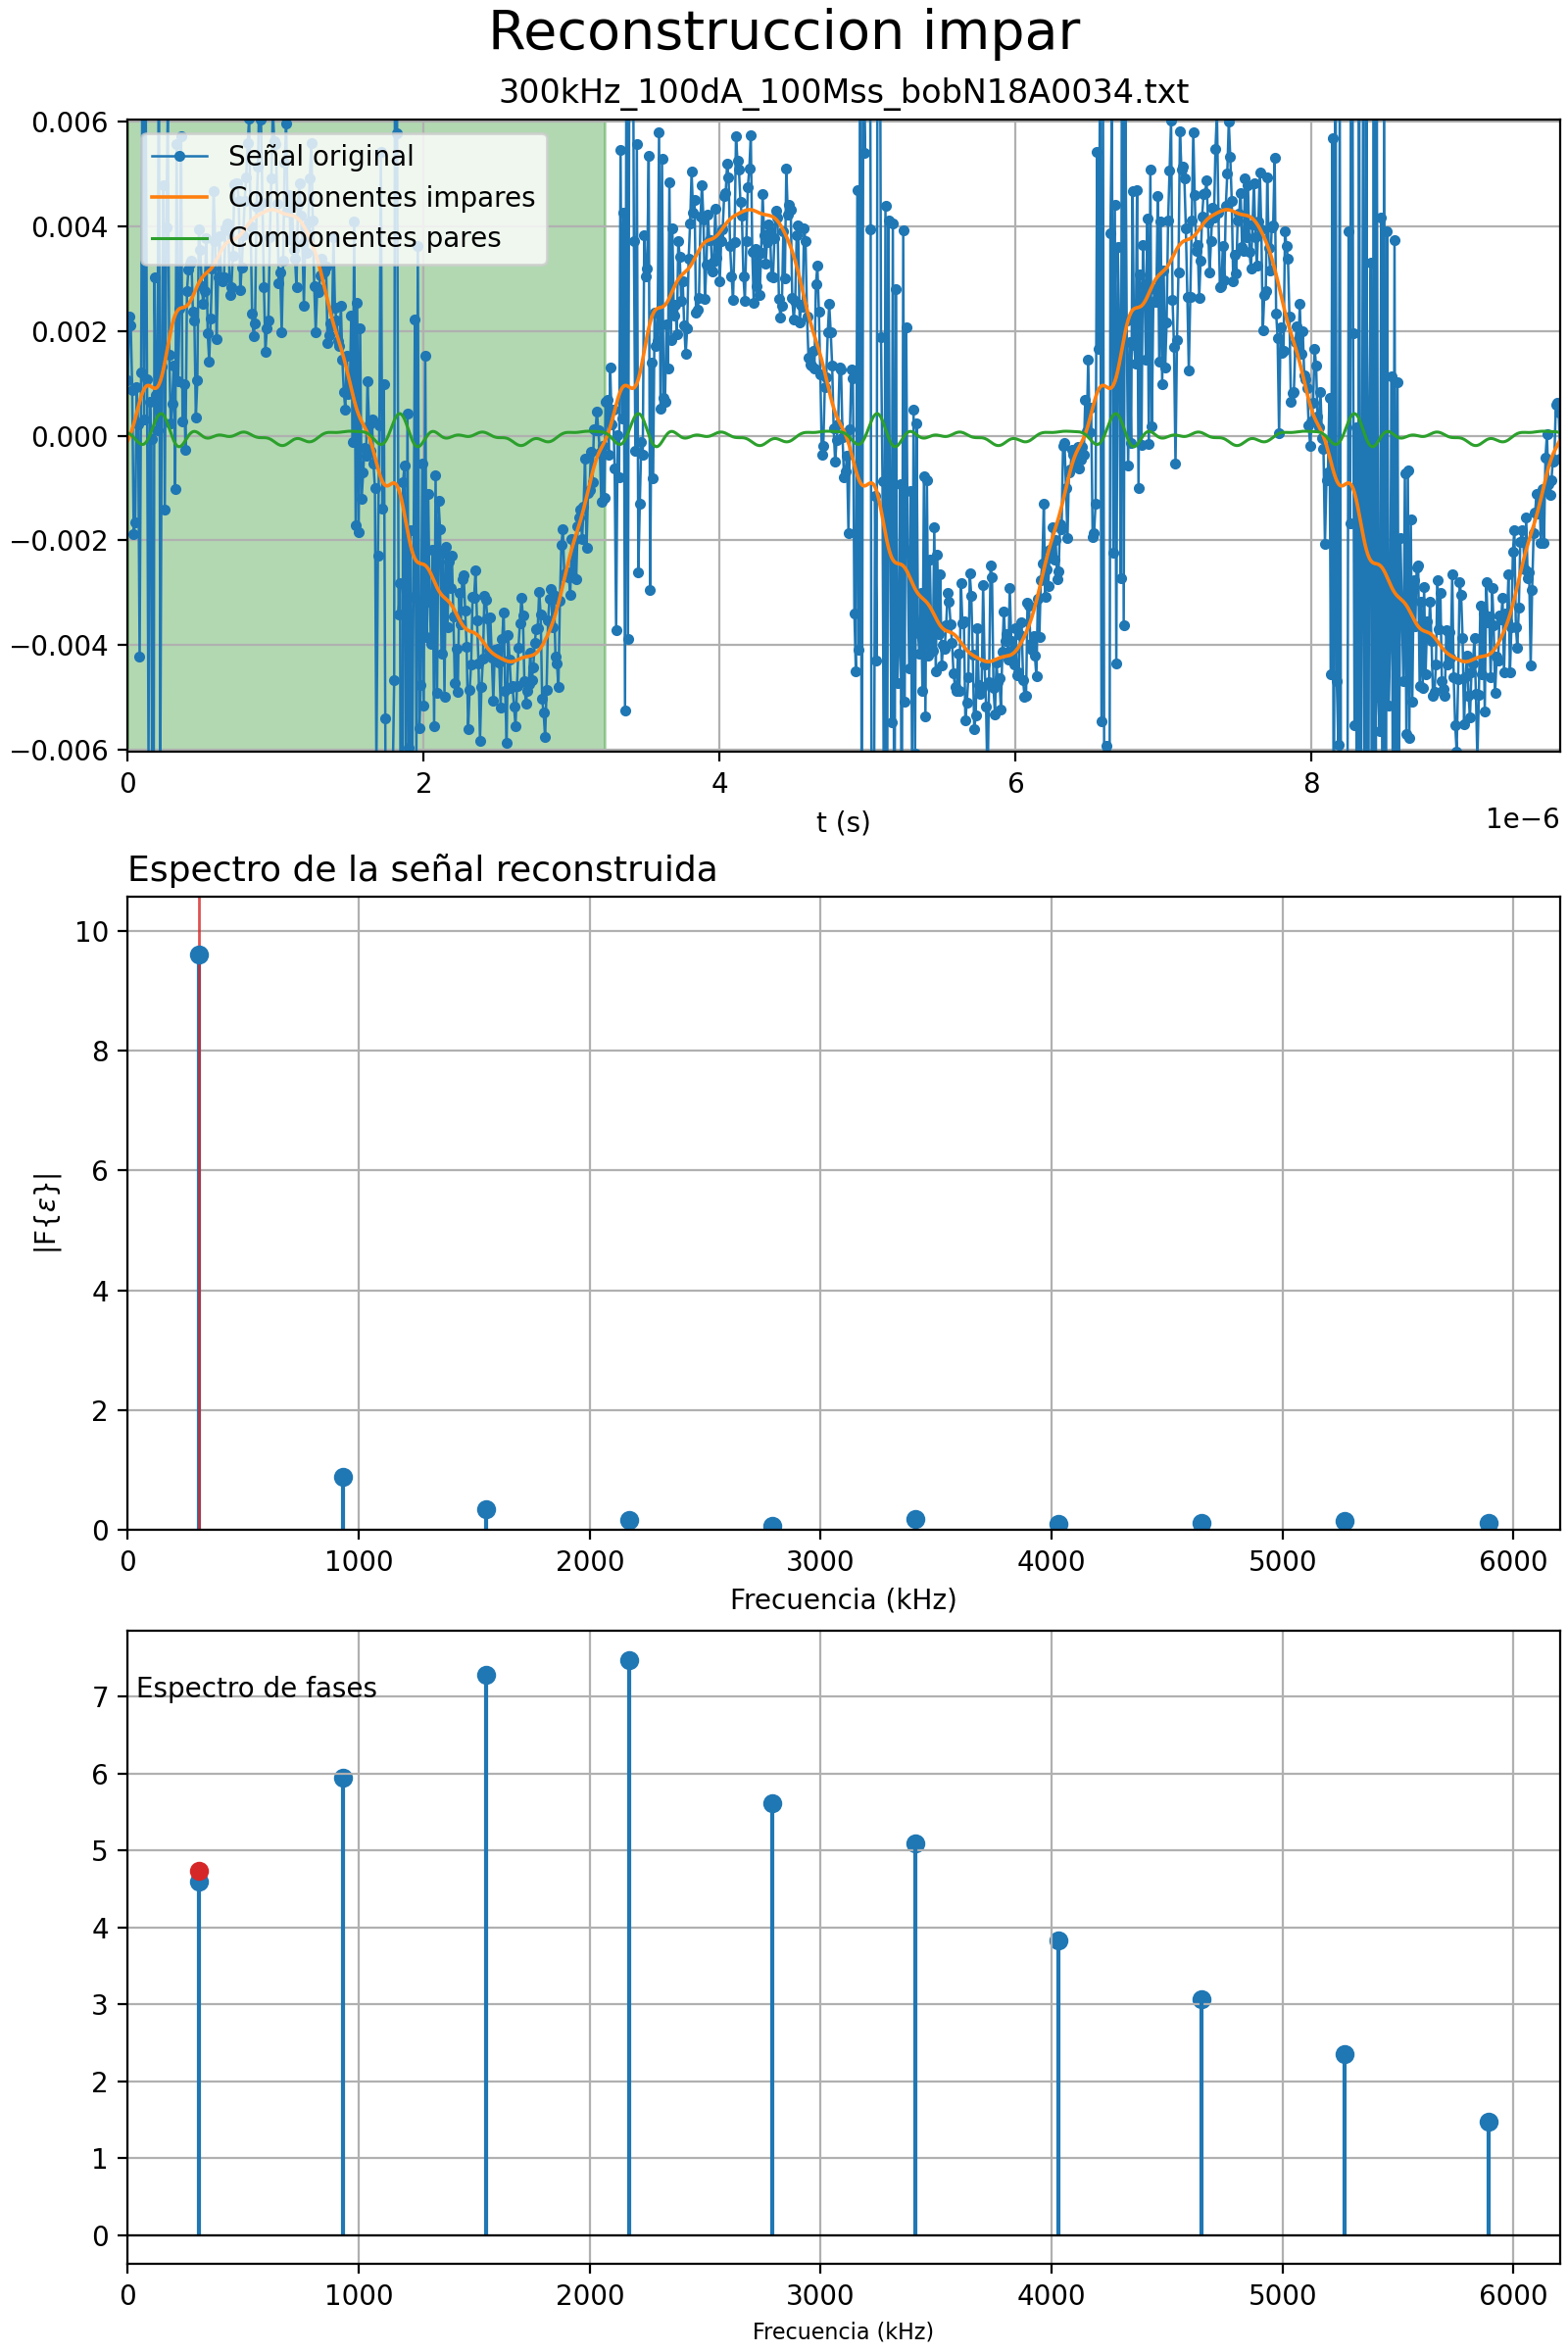 Reconstruccion impar
300kHz_100dA_100Mss_bobN18A0034.txt
Señal original
Componentes impares
Componentes pares
0.006
0.004
0.002
0.000
−0.002
−0.004
−0.006
0 2 4 6 8
1e−6
t (s)
Espectro de la señal reconstruida
10
8
6
4
2
0
|F{ε}|
0 1000 2000 3000 4000 5000 6000
Frecuencia (kHz)
Espectro de fases
7
6
5
4
3
2
1
0
0 1000 2000 3000 4000 5000 6000
Frecuencia (kHz)